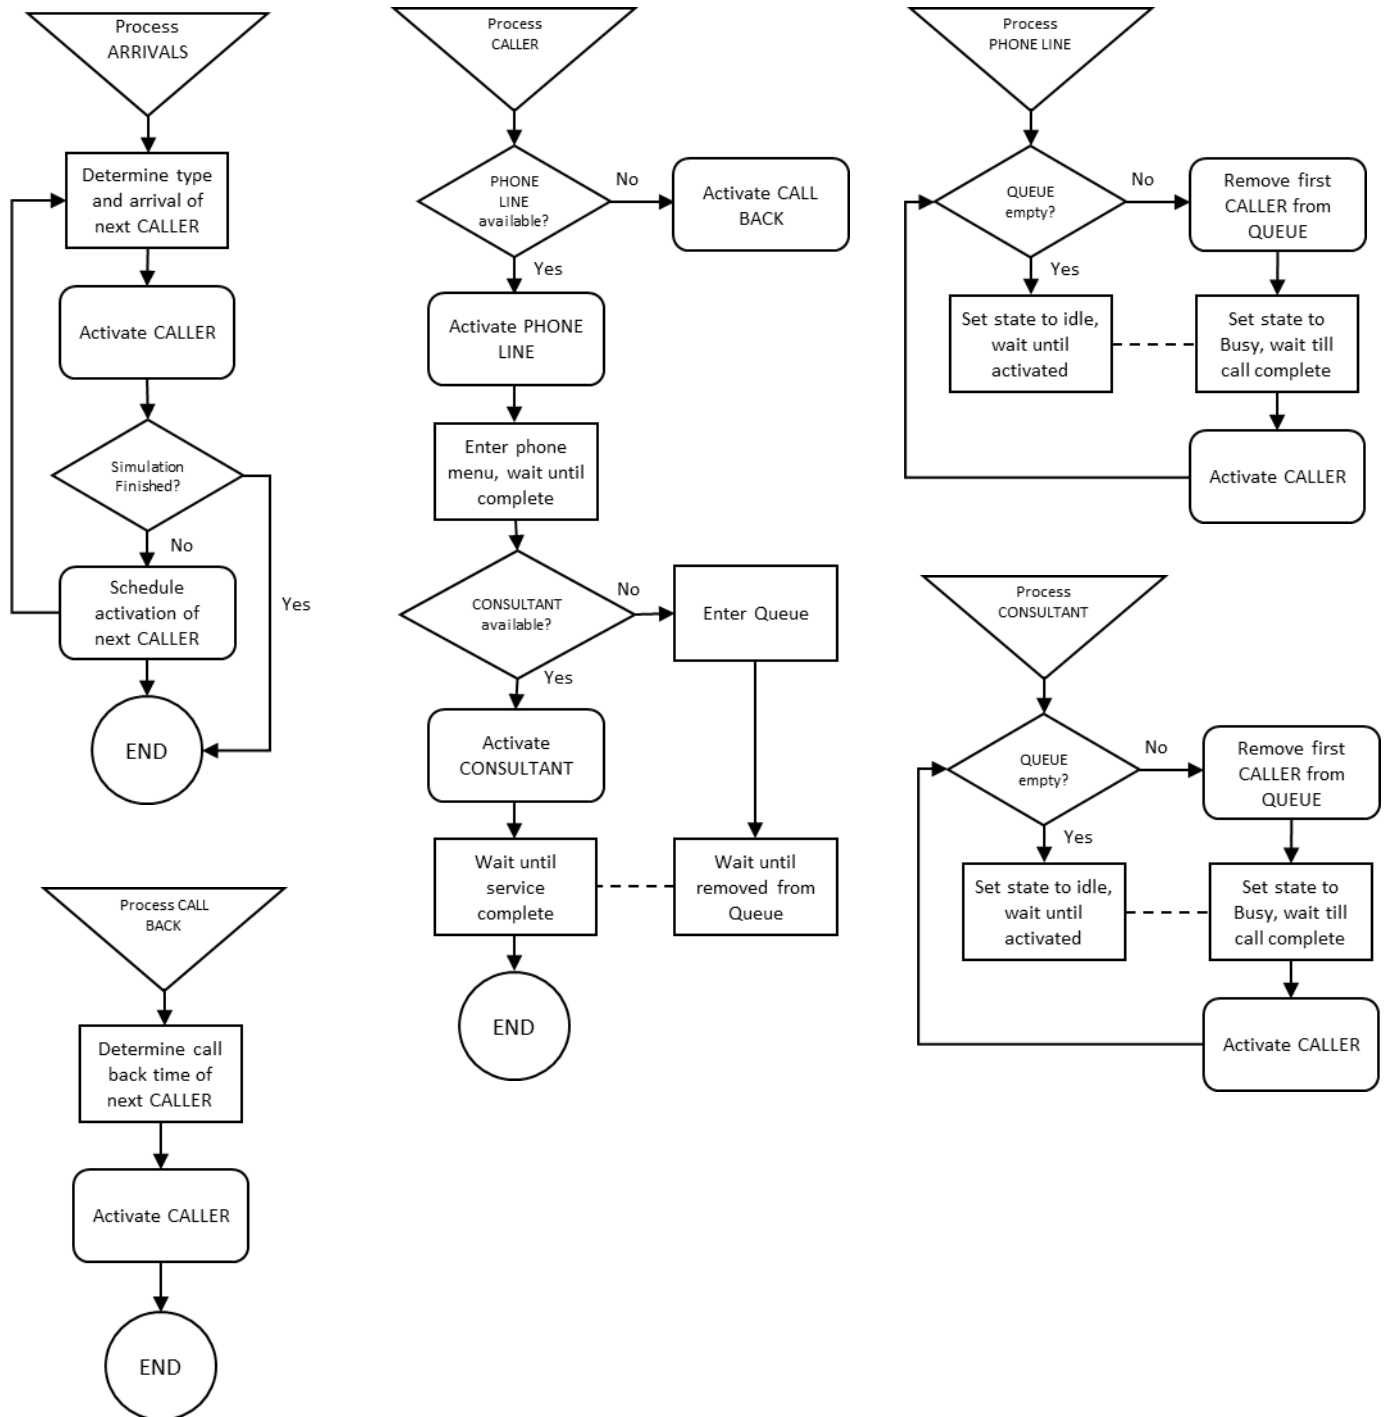 Process
ARRIVALS
Determine type
and arrival of
next CALLER
Activate CALLER
Simulation
Finished?
No
Yes
Schedule
activation of
next CALLER
END
Process CALL
BACK
Determine call
back time of
next CALLER
Activate CALLER
END
Process
CALLER
PHONE
LINE
available?
No
Activate CALL
BACK
Yes
Activate PHONE
LINE
Enter phone
menu, wait until
complete
CONSULTANT
available?
No
Enter Queue
Yes
Activate
CONSULTANT
Wait until
service
complete
Wait until
removed from
Queue
END
Process
PHONE LINE
QUEUE
empty?
No
Remove first
CALLER from
QUEUE
Yes
Set state to idle,
wait until
activated
Set state to
Busy, wait till
call complete
Activate CALLER
Process
CONSULTANT
QUEUE
empty?
No
Remove first
CALLER from
QUEUE
Yes
Set state to idle,
wait until
activated
Set state to
Busy, wait till
call complete
Activate CALLER